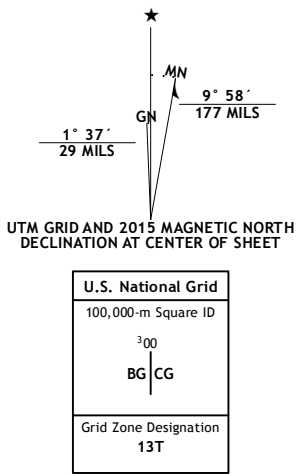 ★
MN
GN
9° 58´
177 MILS
1° 37´
29 MILS
UTM GRID AND 2015 MAGNETIC NORTH
DECLINATION AT CENTER OF SHEET
U.S. National Grid
100,000-m Square ID
³00
BG CG
Grid Zone Designation
13T